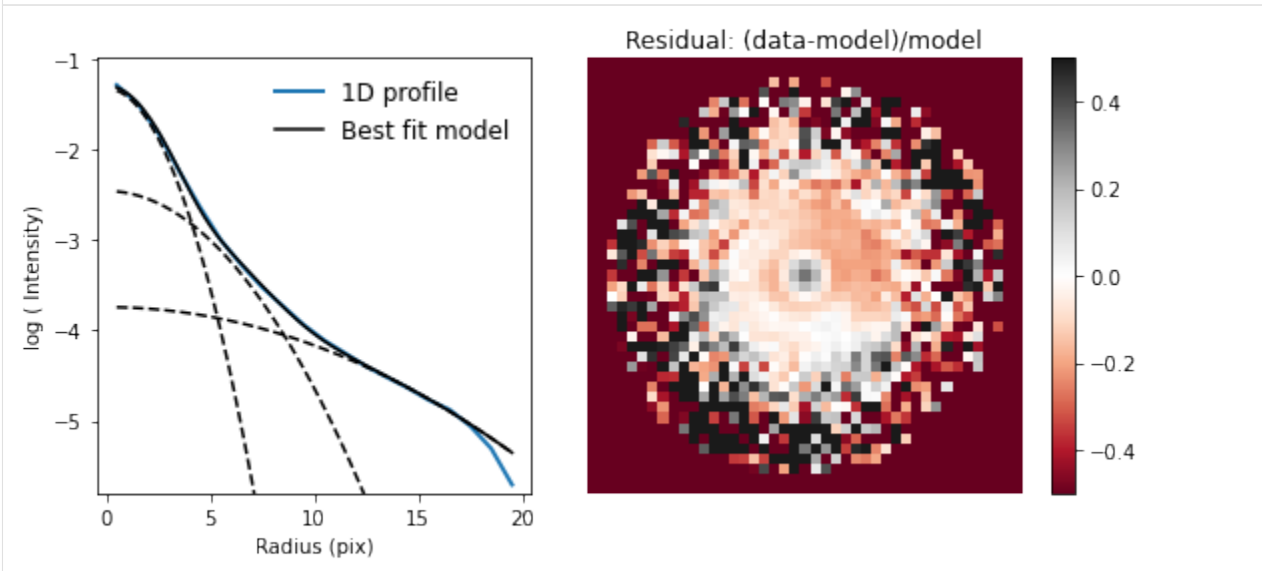 Residual: (data-model)/model
−1
−2
−3
−4
−5
log ( Intensity)
1D profile
Best fit model
0 5 10 15 20
Radius (pix)
0.4
0.2
0.0
−0.2
−0.4